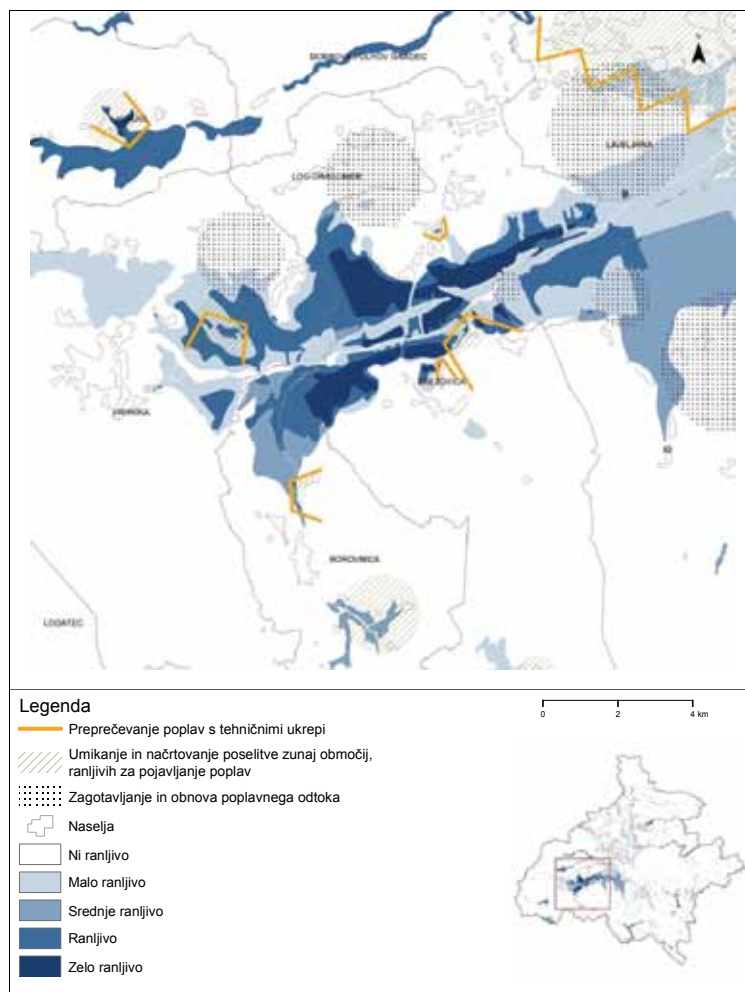 N
DOBROVA-POLHOV GRADEC
LJUBLJANA
LOG-DRAGOMER
VRHNIKA
BREZOVICA
IG
BOROVNICA
LOGATEC
Legenda
Preprečevanje poplav s tehničnimi ukrepi
Umikanje in načrtovanje poselitve zunaj območij,
ranljivih za pojavljanje poplav
Zagotavljanje in obnova poplavnega odtoka
Naselja
Ni ranljivo
Malo ranljivo
Srednje ranljivo
Ranljivo
Zelo ranljivo
0 2 4 km